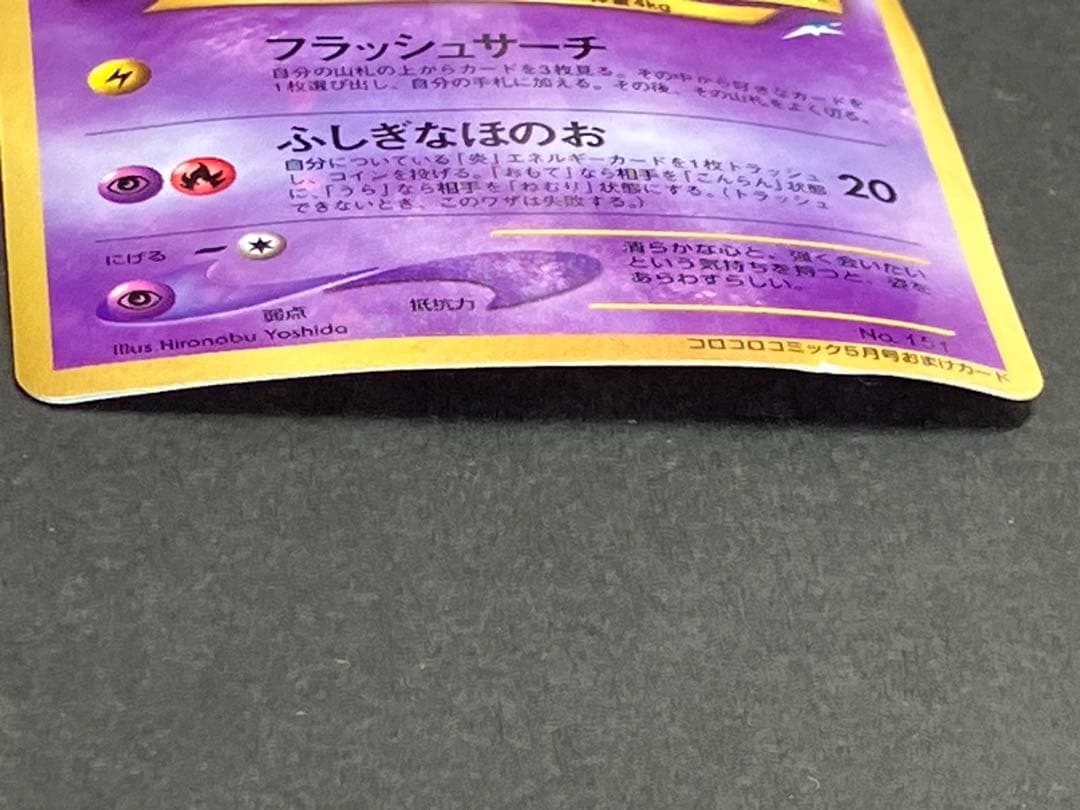 4kg
フラッシュサーチ
自分の山札の上からカードを3枚見る。その中から好きなカードを
1枚選び出し、自分の手札に加える。その後、その山札をよく切る。
ふしぎなほのお
自分についている「炎」エネルギーカードを1枚トラッシュ
し、コインを投げる。「おもて」なら相手を「こんらん」状態
に、「うら」なら相手を「ねむり」状態にする。(トラッシュ
できないとき、このワザは失敗する。)
20
にげる
清らかな心と、強く会いたい
という気持ちを持つと、姿を
あらわすらしい。
弱点
抵抗力
Illus. Hironobu Yoshida
No. 151
コロコロコミック5月号おまけカード